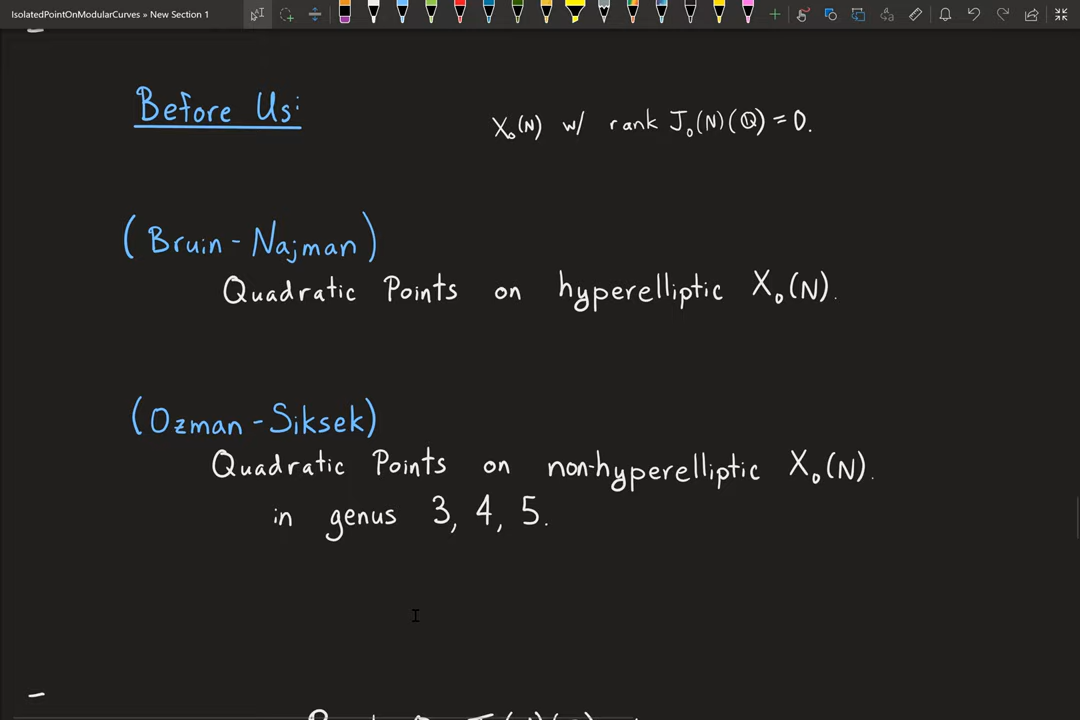 IsolatedPointOnModularCurves » New Section 1
Before Us:
X₀(N) w/ rank J₀(N)(ℚ) = 0.
(Bruin - Najman)
Quadratic Points on hyperelliptic X₀(N).
(Ozman - Siksek)
Quadratic Points on non-hyperelliptic X₀(N).
in genus 3, 4, 5.